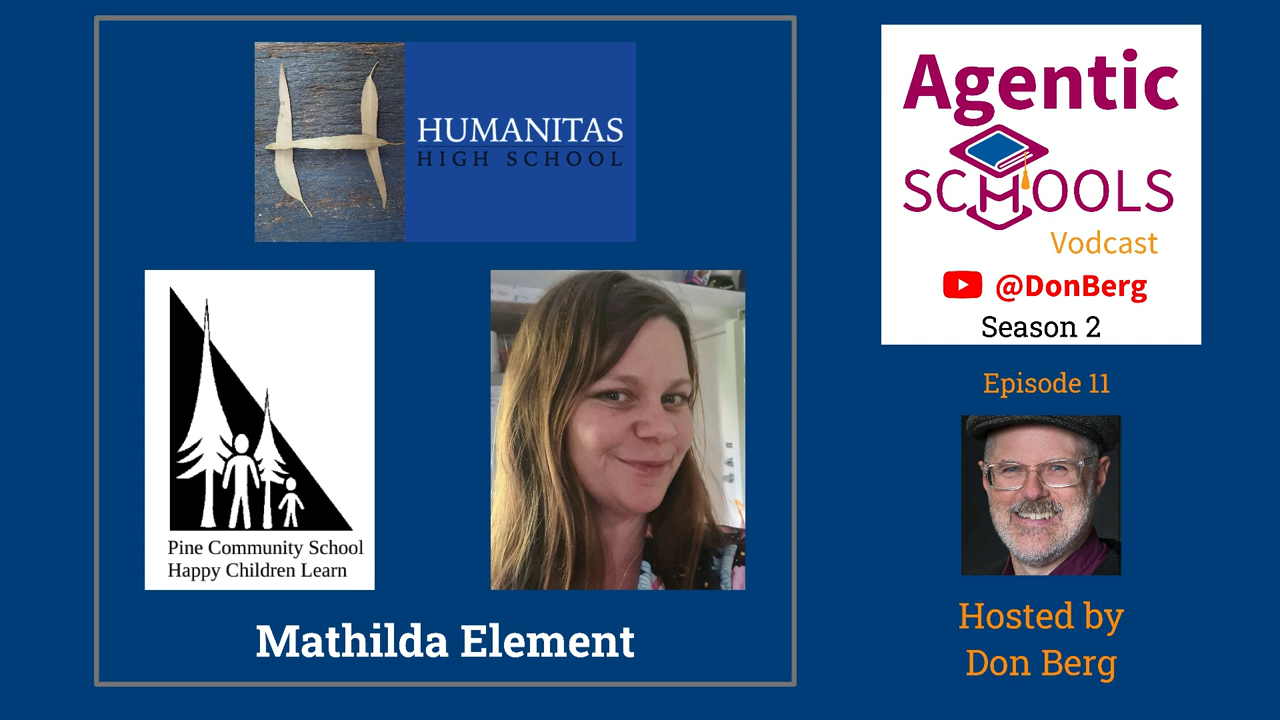 HUMANITAS
HIGH SCHOOL
Pine Community School
Happy Children Learn
Mathilda Element
Agentic
SCHOOLS
Vodcast
@DonBerg
Season 2
Episode 11
Hosted by
Don Berg